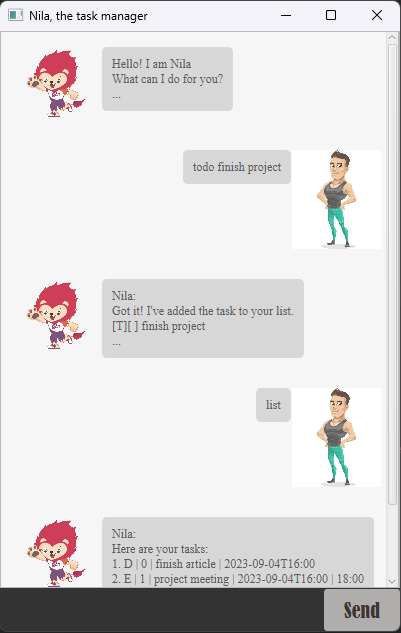 Nila, the task manager
Hello! I am Nila
What can I do for you?
...
todo finish project
Nila:
Got it! I've added the task to your list.
[T][ ] finish project
...
list
Nila:
Here are your tasks:
1. D | 0 | finish article | 2023-09-04T16:00
2. E | 1 | project meeting | 2023-09-04T16:00 | 18:00
Send